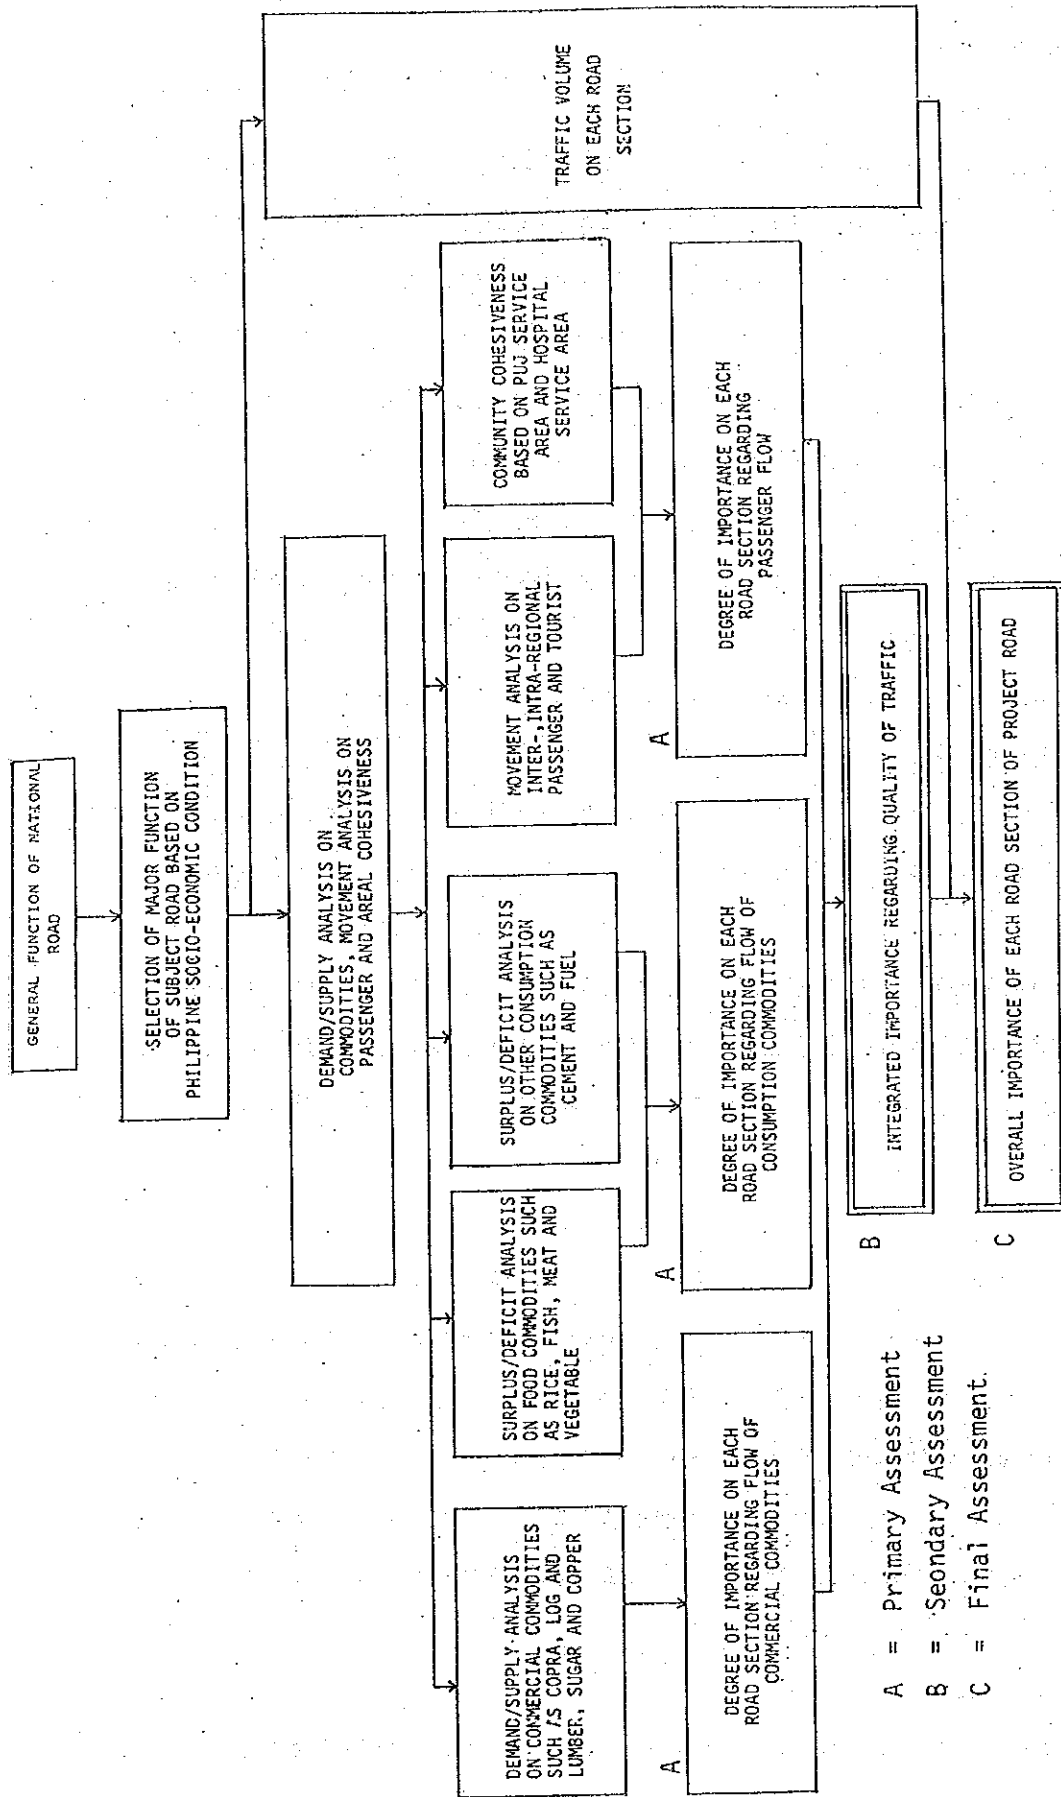 GENERAL FUNCTION OF NATIONAL
ROAD
SELECTION OF MAJOR FUNCTION
OF SUBJECT ROAD BASED ON
PHILIPPINE SOCIO-ECONOMIC CONDITION
DEMAND/SUPPLY ANALYSIS ON
COMMODITIES, MOVEMENT ANALYSIS ON
PASSENGER AND AREAL COHESIVENESS
DEMAND/SUPPLY ANALYSIS
ON COMMERCIAL COMMODITIES
SUCH AS COPRA, LOG AND
LUMBER, SUGAR AND COPPER
SURPLUS/DEFICIT ANALYSIS
ON FOOD COMMODITIES SUCH
AS RICE, FISH, MEAT AND
VEGETABLE
SURPLUS/DEFICIT ANALYSIS
ON OTHER CONSUMPTION
COMMODITIES SUCH AS
CEMENT AND FUEL
MOVEMENT ANALYSIS ON
INTER-,INTRA-REGIONAL
PASSENGER AND TOURIST
COMMUNITY COHESIVENESS
BASED ON PUJ SERVICE
AREA AND HOSPITAL
SERVICE AREA
TRAFFIC VOLUME
ON EACH ROAD
SECTION
A
DEGREE OF IMPORTANCE ON EACH
ROAD SECTION REGARDING FLOW OF
COMMERCIAL COMMODITIES
A
DEGREE OF IMPORTANCE ON EACH
ROAD SECTION REGARDING FLOW OF
CONSUMPTION COMMODITIES
A
DEGREE OF IMPORTANCE ON EACH
ROAD SECTION REGARDING
PASSENGER FLOW
B
INTEGRATED IMPORTANCE REGARDING QUALITY OF TRAFFIC
C
OVERALL IMPORTANCE OF EACH ROAD SECTION OF PROJECT ROAD
A = Primary Assessment
B = Seondary Assessment
C = Final Assessment.